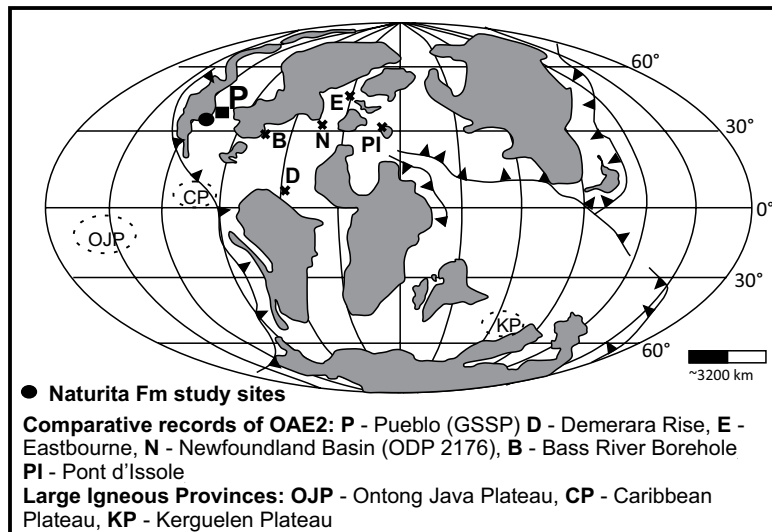 60°
P
E
30°
B
N
PI
D
CP
0°
OJP
30°
KP
60°
~3200 km
Naturita Fm study sites
Comparative records of OAE2: P - Pueblo (GSSP) D - Demerara Rise, E -
Eastbourne, N - Newfoundland Basin (ODP 2176), B - Bass River Borehole
PI - Pont d'Issole
Large Igneous Provinces: OJP - Ontong Java Plateau, CP - Caribbean
Plateau, KP - Kerguelen Plateau